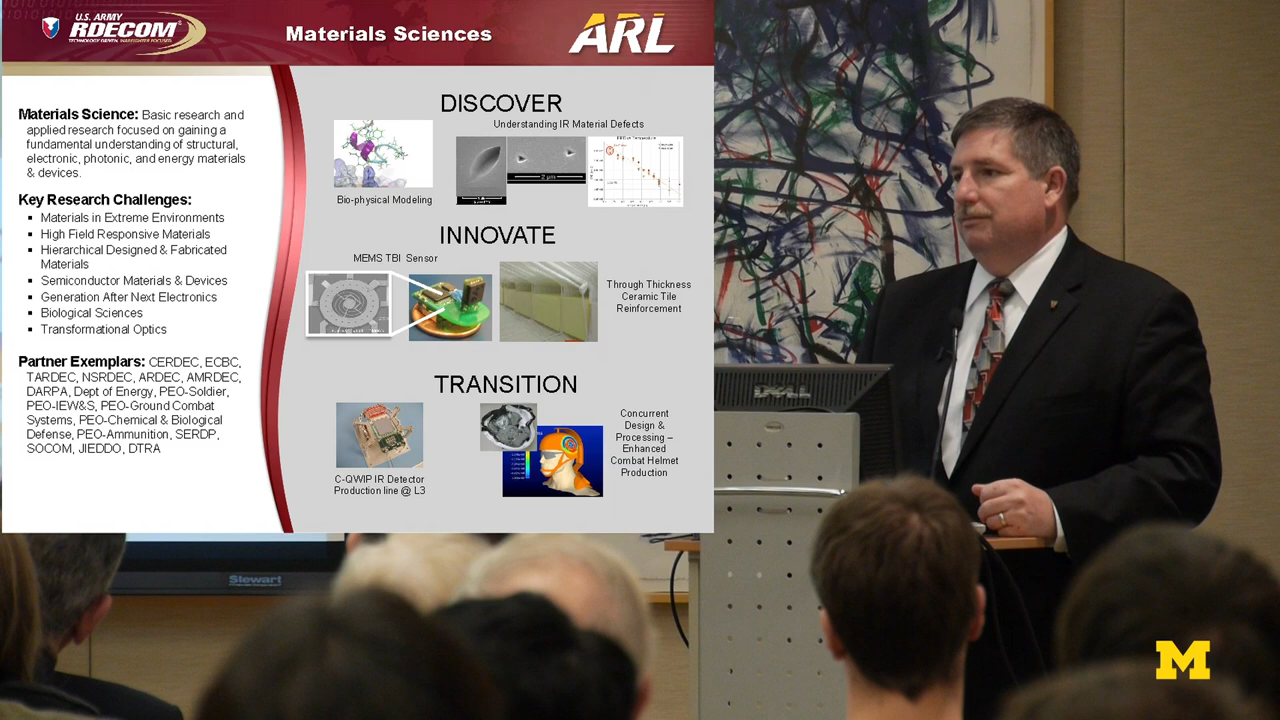 U.S. ARMY
RDECOM
TECHNOLOGY DRIVEN. WARFIGHTER FOCUSED.
Materials Sciences
ARL
Materials Science: Basic research and
applied research focused on gaining a
fundamental understanding of structural,
electronic, photonic, and energy materials
& devices.
Key Research Challenges:
▪ Materials in Extreme Environments
▪ High Field Responsive Materials
▪ Hierarchical Designed & Fabricated
Materials
▪ Semiconductor Materials & Devices
▪ Generation After Next Electronics
▪ Biological Sciences
▪ Transformational Optics
Partner Exemplars: CERDEC, ECBC,
TARDEC, NSRDEC, ARDEC, AMRDEC,
DARPA, Dept of Energy, PEO-Soldier,
PEO-IEW&S, PEO-Ground Combat
Systems, PEO-Chemical & Biological
Defense, PEO-Ammunition, SERDP,
SOCOM, JIEDDO, DTRA
DISCOVER
Understanding IR Material Defects
2 μm
Bio-physical Modeling
INNOVATE
MEMS TBI Sensor
Through Thickness
Ceramic Tile
Reinforcement
TRANSITION
C-QWIP IR Detector
Production line @ L3
Concurrent
Design &
Processing –
Enhanced
Combat Helmet
Production
DELL
Stewart
M